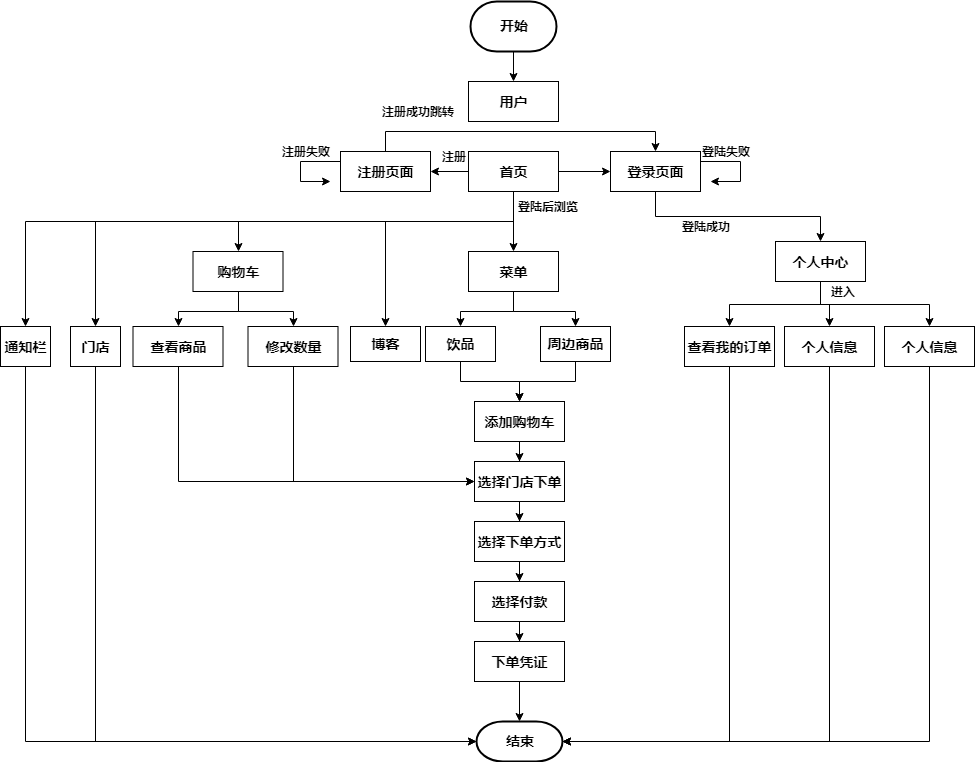 开始
用户
注册成功跳转
注册失败
注册
登陆失败
注册页面
首页
登录页面
登陆后浏览
登陆成功
购物车
菜单
个人中心
进入
通知栏
门店
查看商品
修改数量
博客
饮品
周边商品
查看我的订单
个人信息
个人信息
添加购物车
选择门店下单
选择下单方式
选择付款
下单凭证
结束